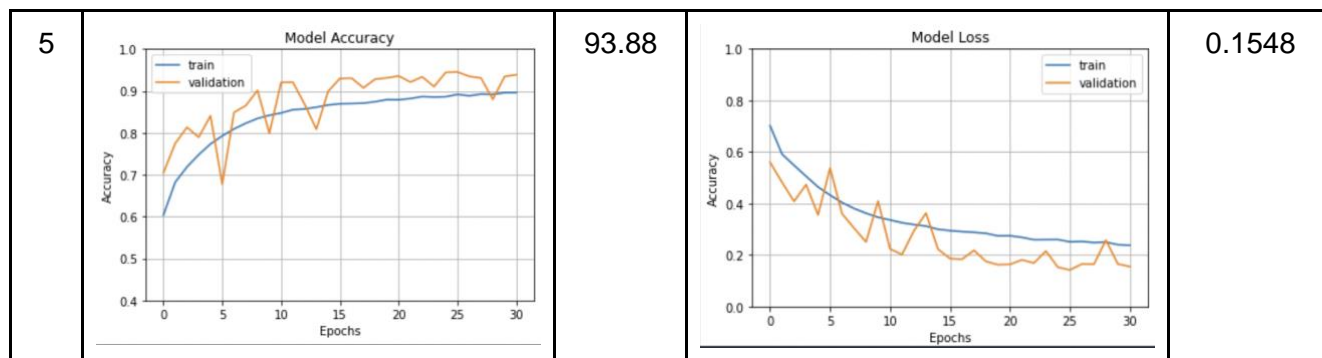 5
Model Accuracy
train
validation
1.0
0.9
0.8
0.7
0.6
0.5
0.4
Accuracy
0 5 10 15 20 25 30
Epochs
93.88
Model Loss
train
validation
1.0
0.8
0.6
0.4
0.2
0.0
Accuracy
0 5 10 15 20 25 30
Epochs
0.1548